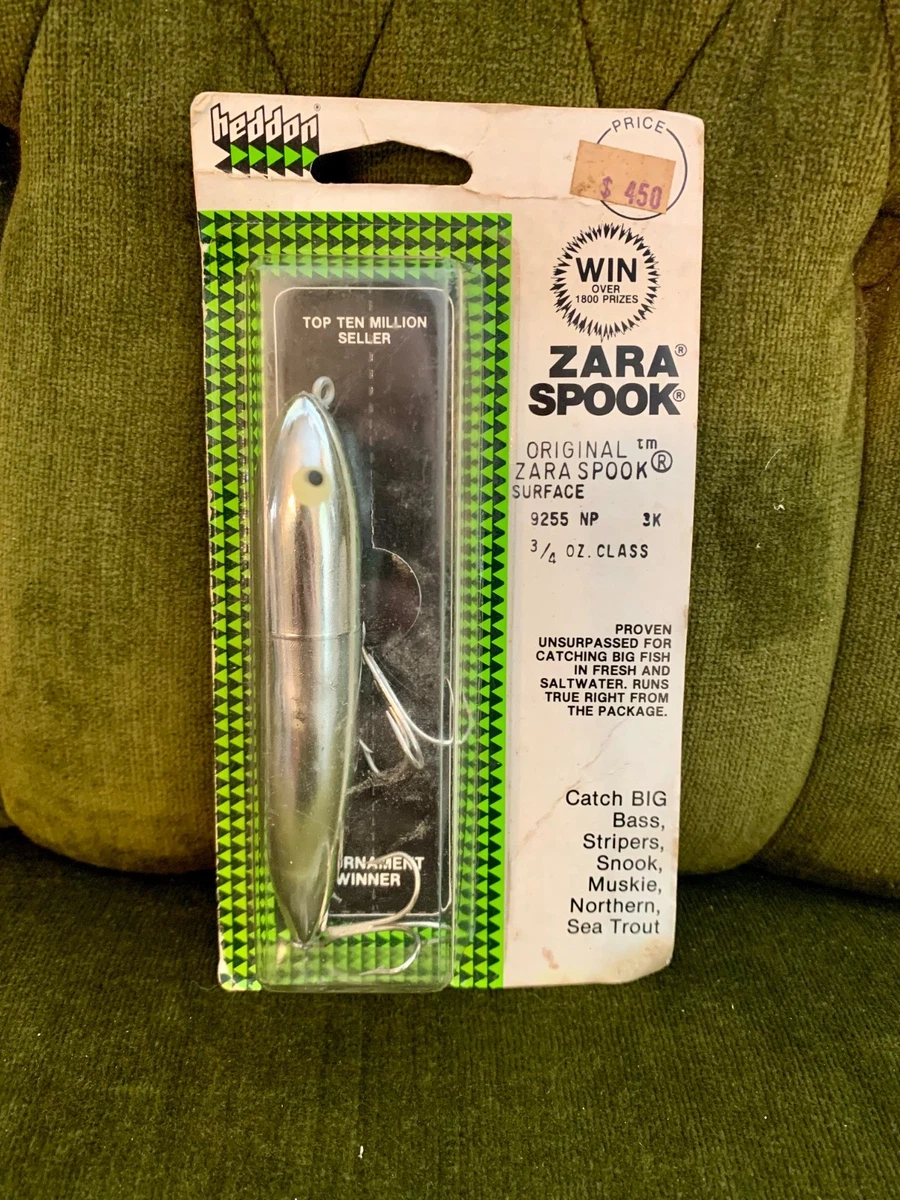 heddon®
PRICE
$ 450
WIN
OVER
1800 PRIZES
ZARA®
SPOOK®
ORIGINAL tm
ZARA SPOOK®
SURFACE
9255 NP 3K
3/4 OZ. CLASS
PROVEN
UNSURPASSED FOR
CATCHING BIG FISH
IN FRESH AND
SALTWATER. RUNS
TRUE RIGHT FROM
THE PACKAGE.
Catch BIG
Bass,
Stripers,
Snook,
Muskie,
Northern,
Sea Trout
TOP TEN MILLION
SELLER
URNAMENT
WINNER